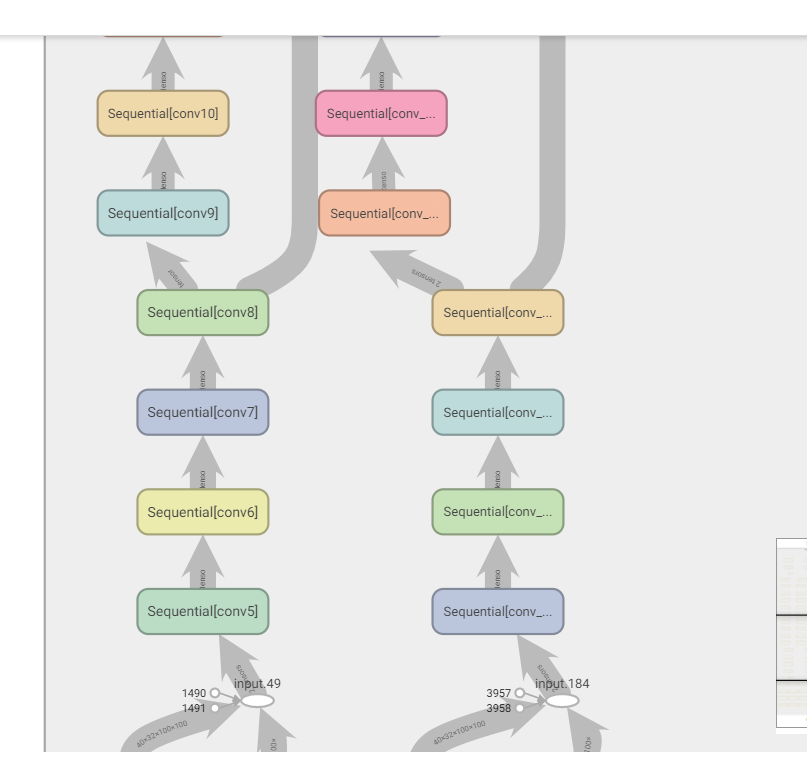 Sequential[conv10]
Sequential[conv_...
Sequential[conv9]
Sequential[conv_...
tensor
2 tensors
Sequential[conv8]
Sequential[conv_...
Sequential[conv7]
Sequential[conv_...
Sequential[conv6]
Sequential[conv_...
Sequential[conv5]
Sequential[conv_...
input.49
input.184
1490
3957
1491
3958
40×32×100×100
40×32×100×100